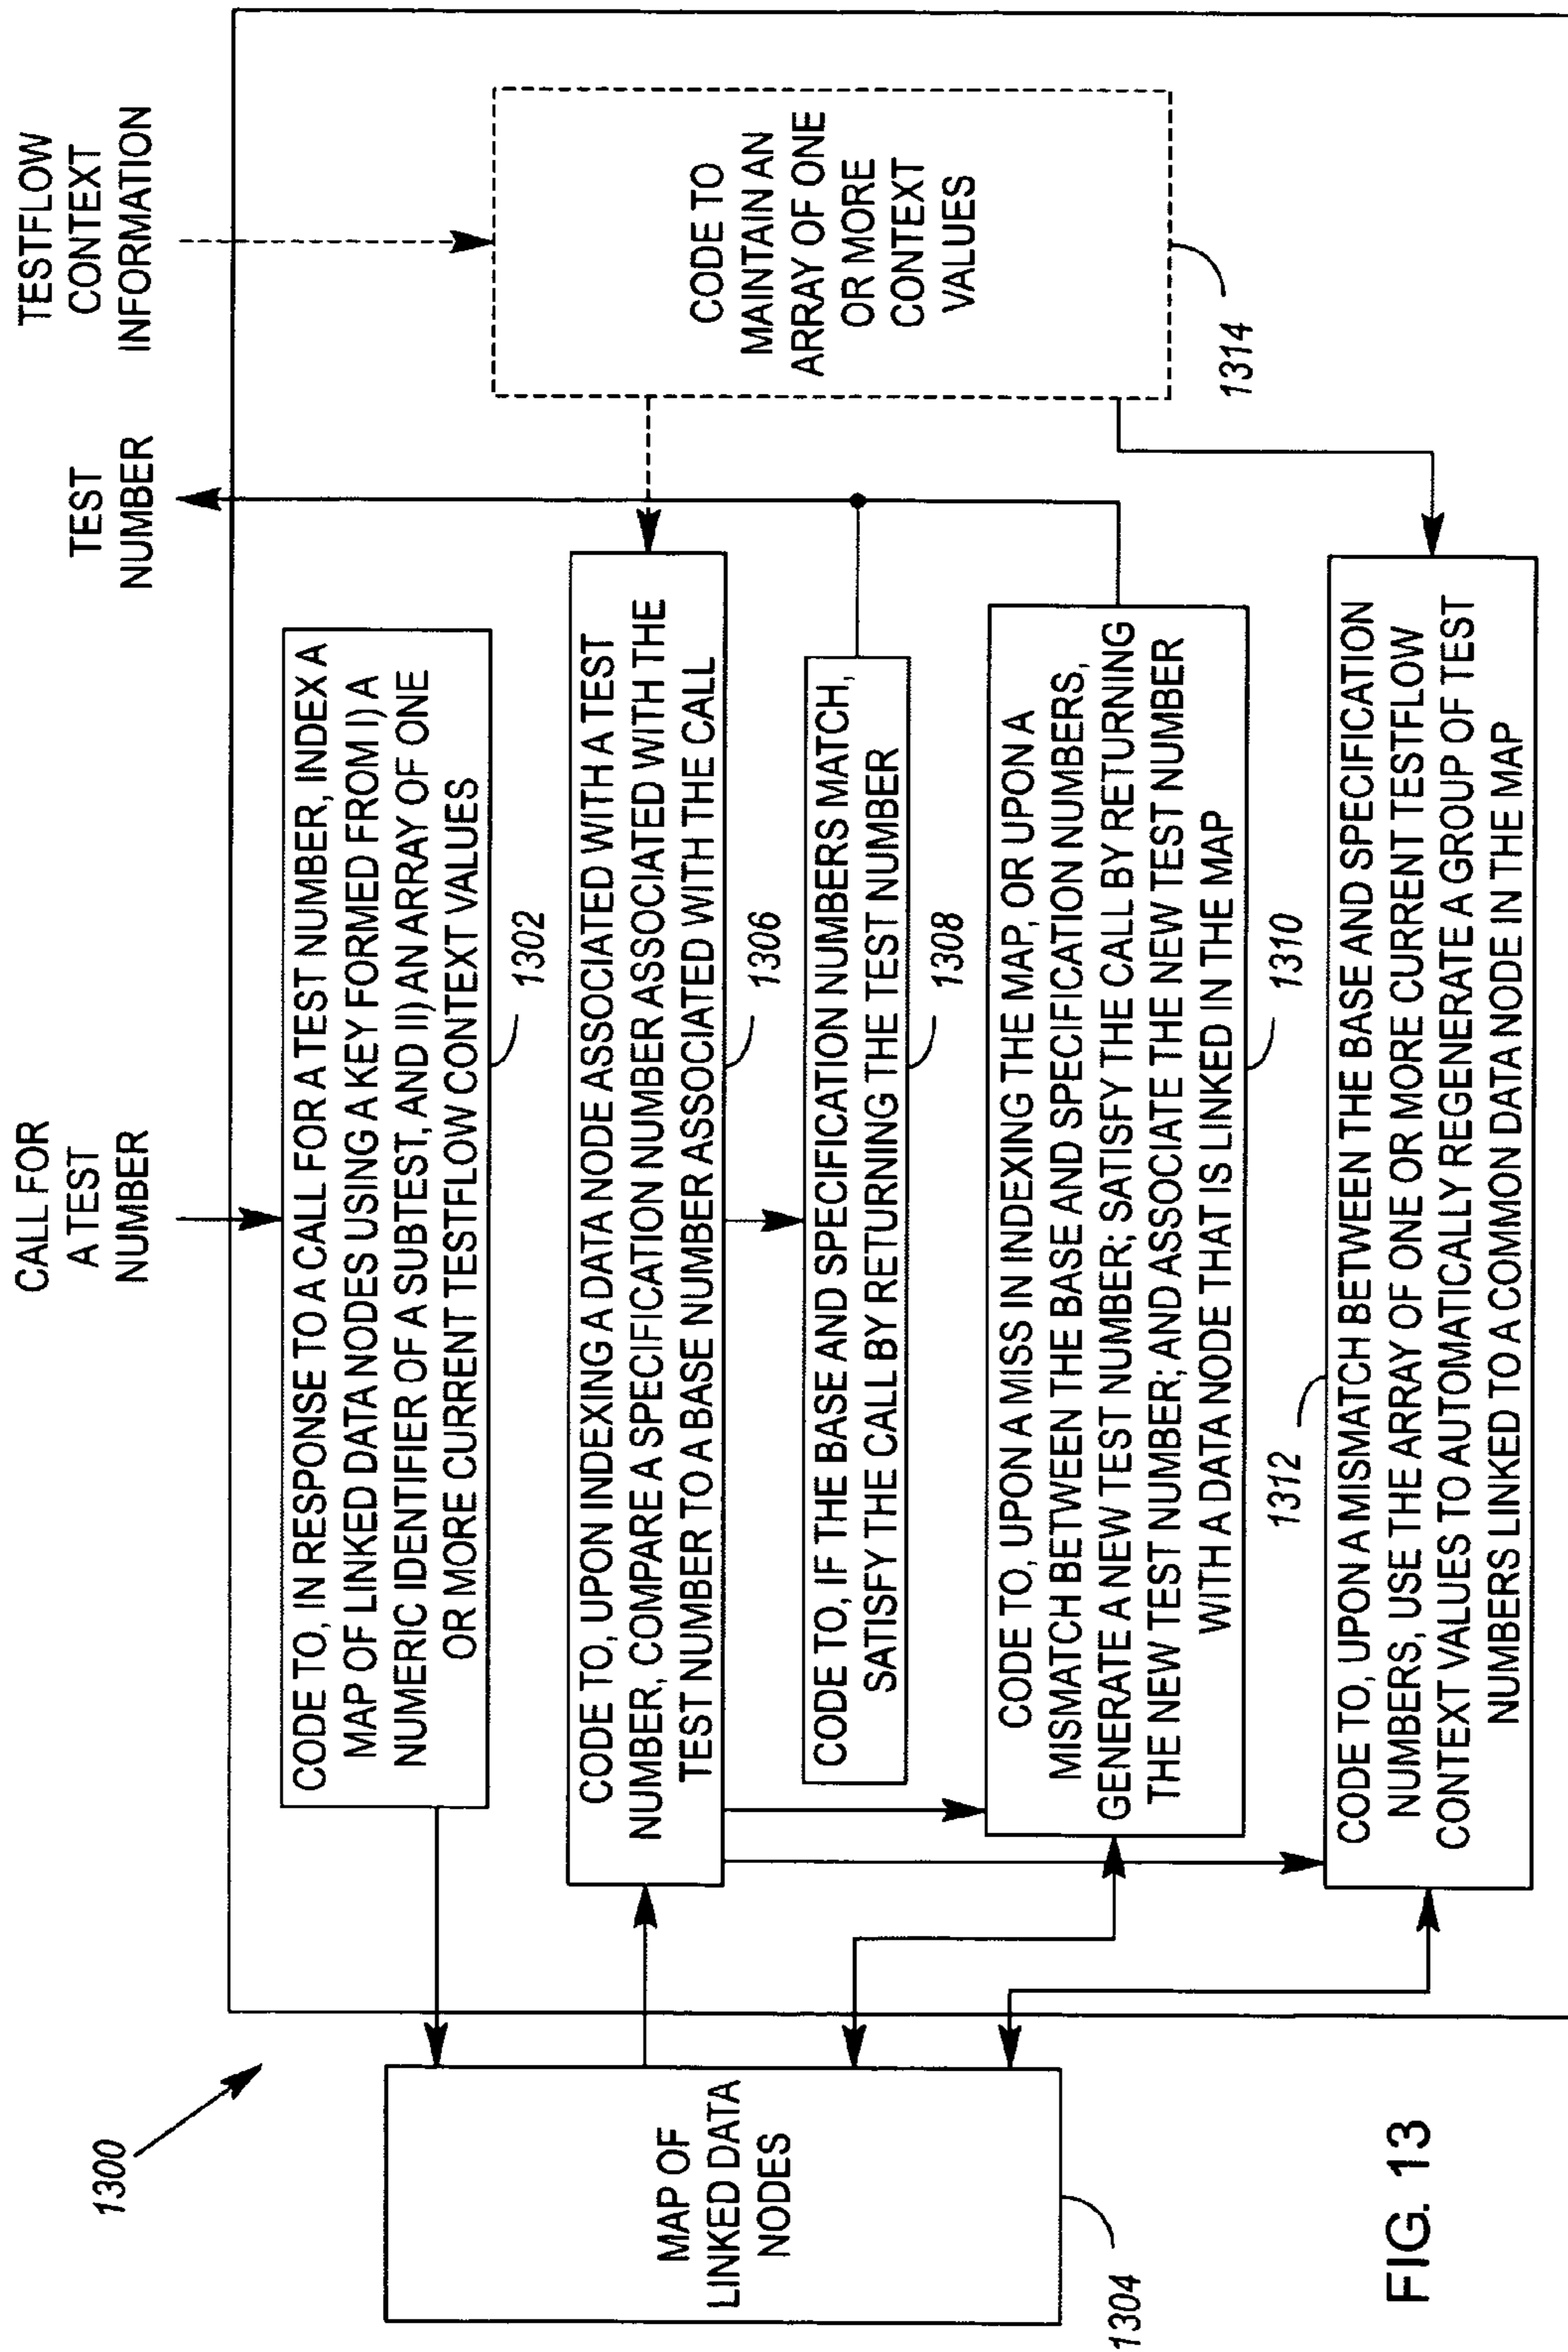 1300
CALL FOR
A TEST
NUMBER
TEST
NUMBER
TESTFLOW
CONTEXT
INFORMATION
MAP OF
LINKED DATA
NODES
1304
CODE TO, IN RESPONSE TO A CALL FOR A TEST NUMBER, INDEX A
MAP OF LINKED DATA NODES USING A KEY FORMED FROM I) A
NUMERIC IDENTIFIER OF A SUBTEST, AND II) AN ARRAY OF ONE
OR MORE CURRENT TESTFLOW CONTEXT VALUES
1302
CODE TO, UPON INDEXING A DATA NODE ASSOCIATED WITH A TEST
NUMBER, COMPARE A SPECIFICATION NUMBER ASSOCIATED WITH THE
TEST NUMBER TO A BASE NUMBER ASSOCIATED WITH THE CALL
1306
CODE TO, IF THE BASE AND SPECIFICATION NUMBERS MATCH,
SATISFY THE CALL BY RETURNING THE TEST NUMBER
1308
CODE TO, UPON A MISS IN INDEXING THE MAP, OR UPON A
MISMATCH BETWEEN THE BASE AND SPECIFICATION NUMBERS,
GENERATE A NEW TEST NUMBER; SATISFY THE CALL BY RETURNING
THE NEW TEST NUMBER; AND ASSOCIATE THE NEW TEST NUMBER
WITH A DATA NODE THAT IS LINKED IN THE MAP
1310
1312
CODE TO, UPON A MISMATCH BETWEEN THE BASE AND SPECIFICATION
NUMBERS, USE THE ARRAY OF ONE OR MORE CURRENT TESTFLOW
CONTEXT VALUES TO AUTOMATICALLY REGENERATE A GROUP OF TEST
NUMBERS LINKED TO A COMMON DATA NODE IN THE MAP
CODE TO
MAINTAIN AN
ARRAY OF ONE
OR MORE
CONTEXT
VALUES
1314
FIG. 13